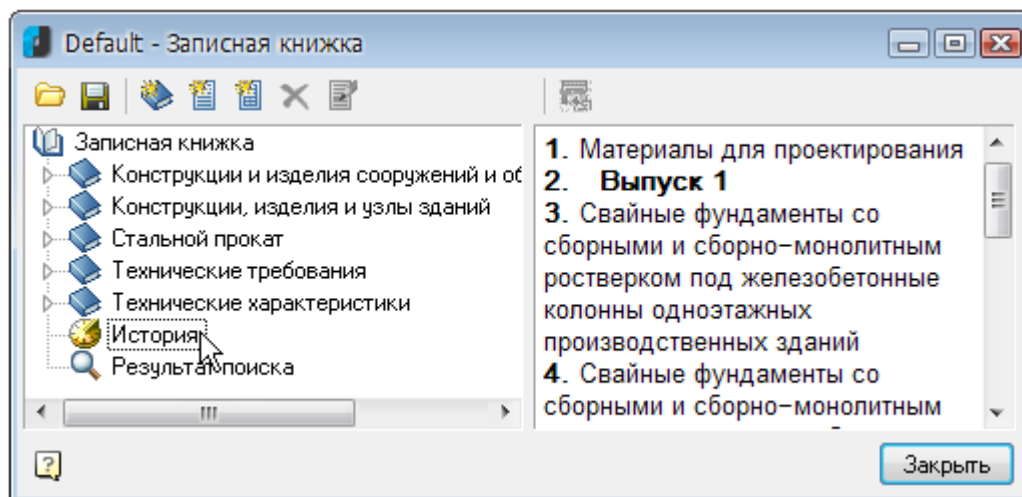 Default - Записная книжка
Записная книжка
Конструкции и изделия сооружений и об
Конструкции, изделия и узлы зданий
Стальной прокат
Технические требования
Технические характеристики
История
Результат поиска
1. Материалы для проектирования
2. Выпуск 1
3. Свайные фундаменты со
сборными и сборно-монолитным
ростверком под железобетонные
колонны одноэтажных
производственных зданий
4. Свайные фундаменты со
сборными и сборно-монолитным
Закрыть